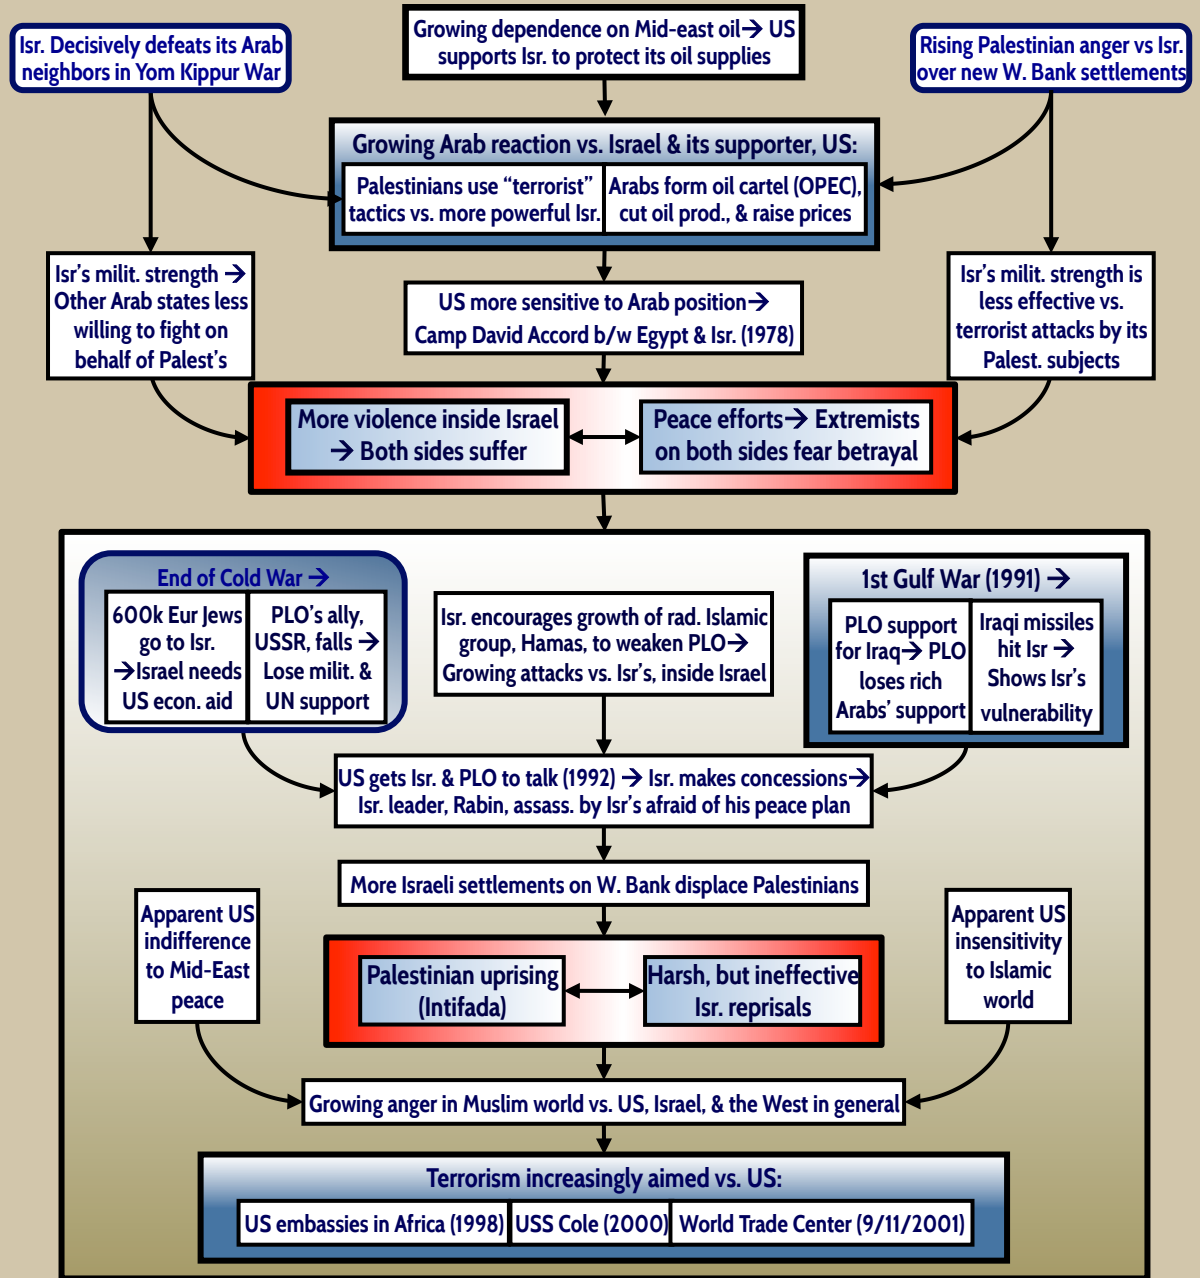 Isr. Decisively defeats its Arab
neighbors in Yom Kippur War
Growing dependence on Mid-east oil→ US
supports Isr. to protect its oil supplies
Rising Palestinian anger vs Isr.
over new W. Bank settlements
Growing Arab reaction vs. Israel & its supporter, US:
Palestinians use “terrorist”
tactics vs. more powerful Isr.
Arabs form oil cartel (OPEC),
cut oil prod., & raise prices
Isr's milit. strength →
Other Arab states less
willing to fight on
behalf of Palest's
US more sensitive to Arab position→
Camp David Accord b/w Egypt & Isr. (1978)
Isr's milit. strength is
less effective vs.
terrorist attacks by its
Palest. subjects
More violence inside Israel
→ Both sides suffer
Peace efforts→ Extremists
on both sides fear betrayal
End of Cold War →
600k Eur Jews
go to Isr.
→Israel needs
US econ. aid
PLO's ally,
USSR, falls →
Lose milit. &
UN support
Isr. encourages growth of rad. Islamic
group, Hamas, to weaken PLO→
Growing attacks vs. Isr's, inside Israel
1st Gulf War (1991) →
PLO support
for Iraq→ PLO
loses rich
Arabs' support
Iraqi missiles
hit Isr →
Shows Isr's
vulnerability
US gets Isr. & PLO to talk (1992) → Isr. makes concessions→
Isr. leader, Rabin, assass. by Isr's afraid of his peace plan
More Israeli settlements on W. Bank displace Palestinians
Apparent US
indifference
to Mid-East
peace
Palestinian uprising
(Intifada)
Harsh, but ineffective
Isr. reprisals
Apparent US
insensitivity
to Islamic
world
Growing anger in Muslim world vs. US, Israel, & the West in general
Terrorism increasingly aimed vs. US:
US embassies in Africa (1998)
USS Cole (2000)
World Trade Center (9/11/2001)